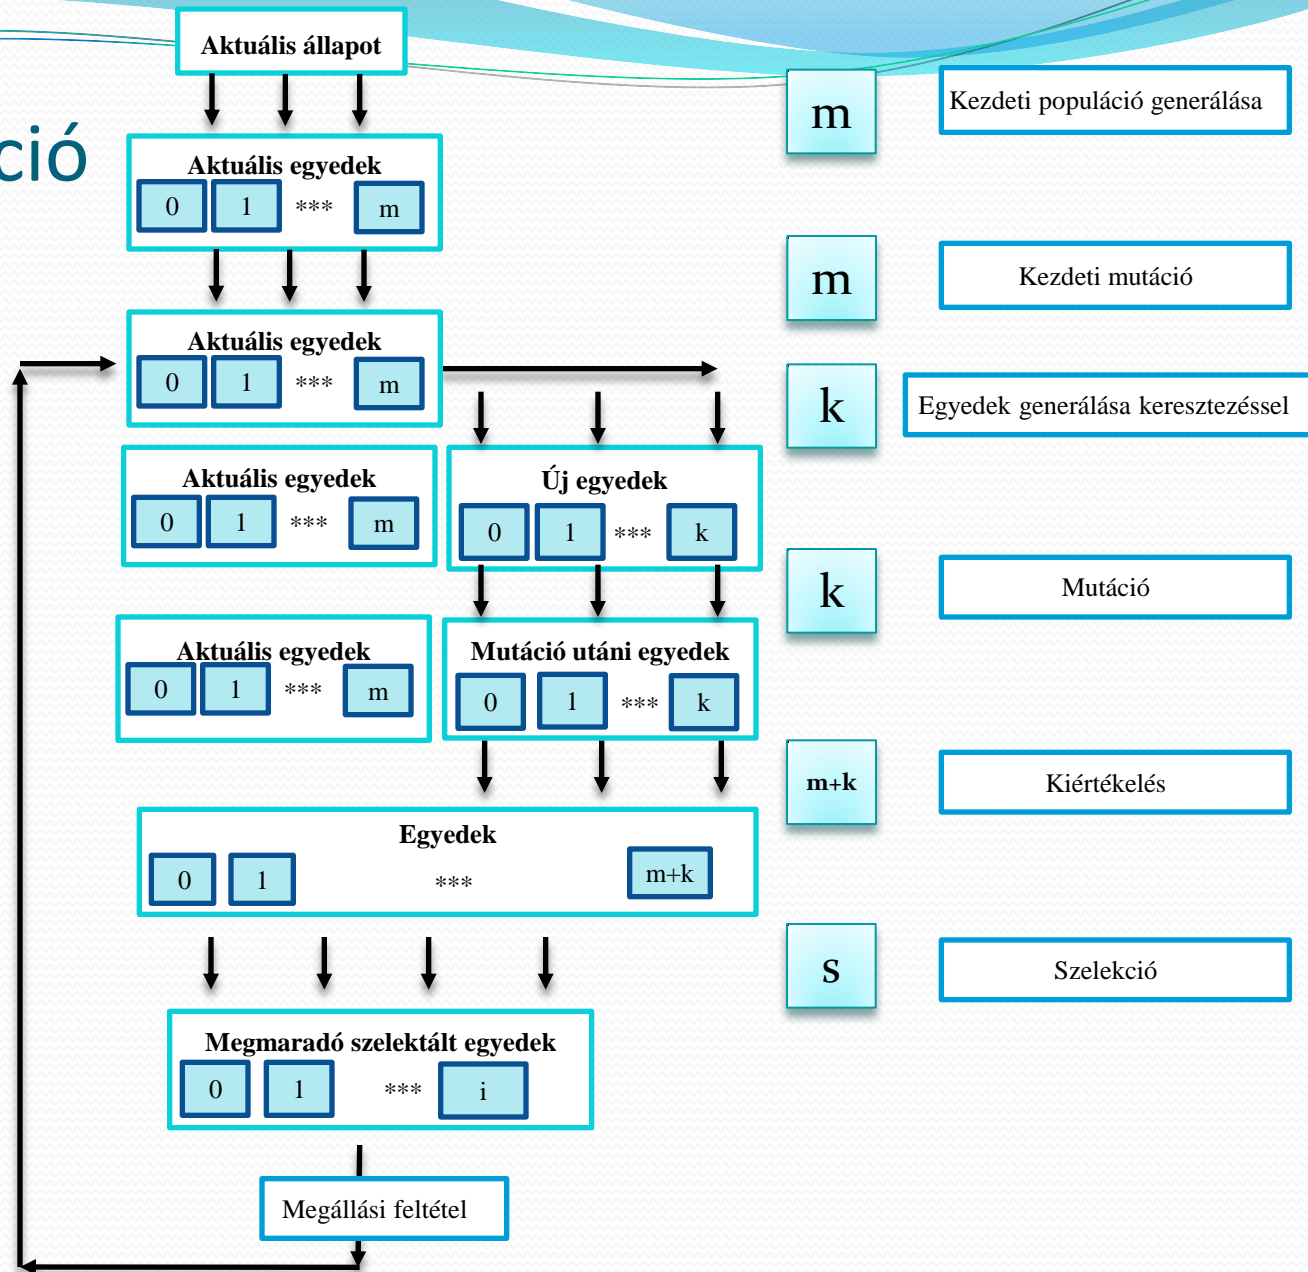 Aktuális állapot
ció
Aktuális egyedek
0 1 *** m
Aktuális egyedek
0 1 *** m
Aktuális egyedek
0 1 *** m
Új egyedek
0 1 *** k
Aktuális egyedek
0 1 *** m
Mutáció utáni egyedek
0 1 *** k
Egyedek
0 1 *** m+k
Megmaradó szelektált egyedek
0 1 *** i
Megállási feltétel
m Kezdeti populáció generálása
m Kezdeti mutáció
k Egyedek generálása keresztezéssel
k Mutáció
m+k Kiértékelés
s Szelekció